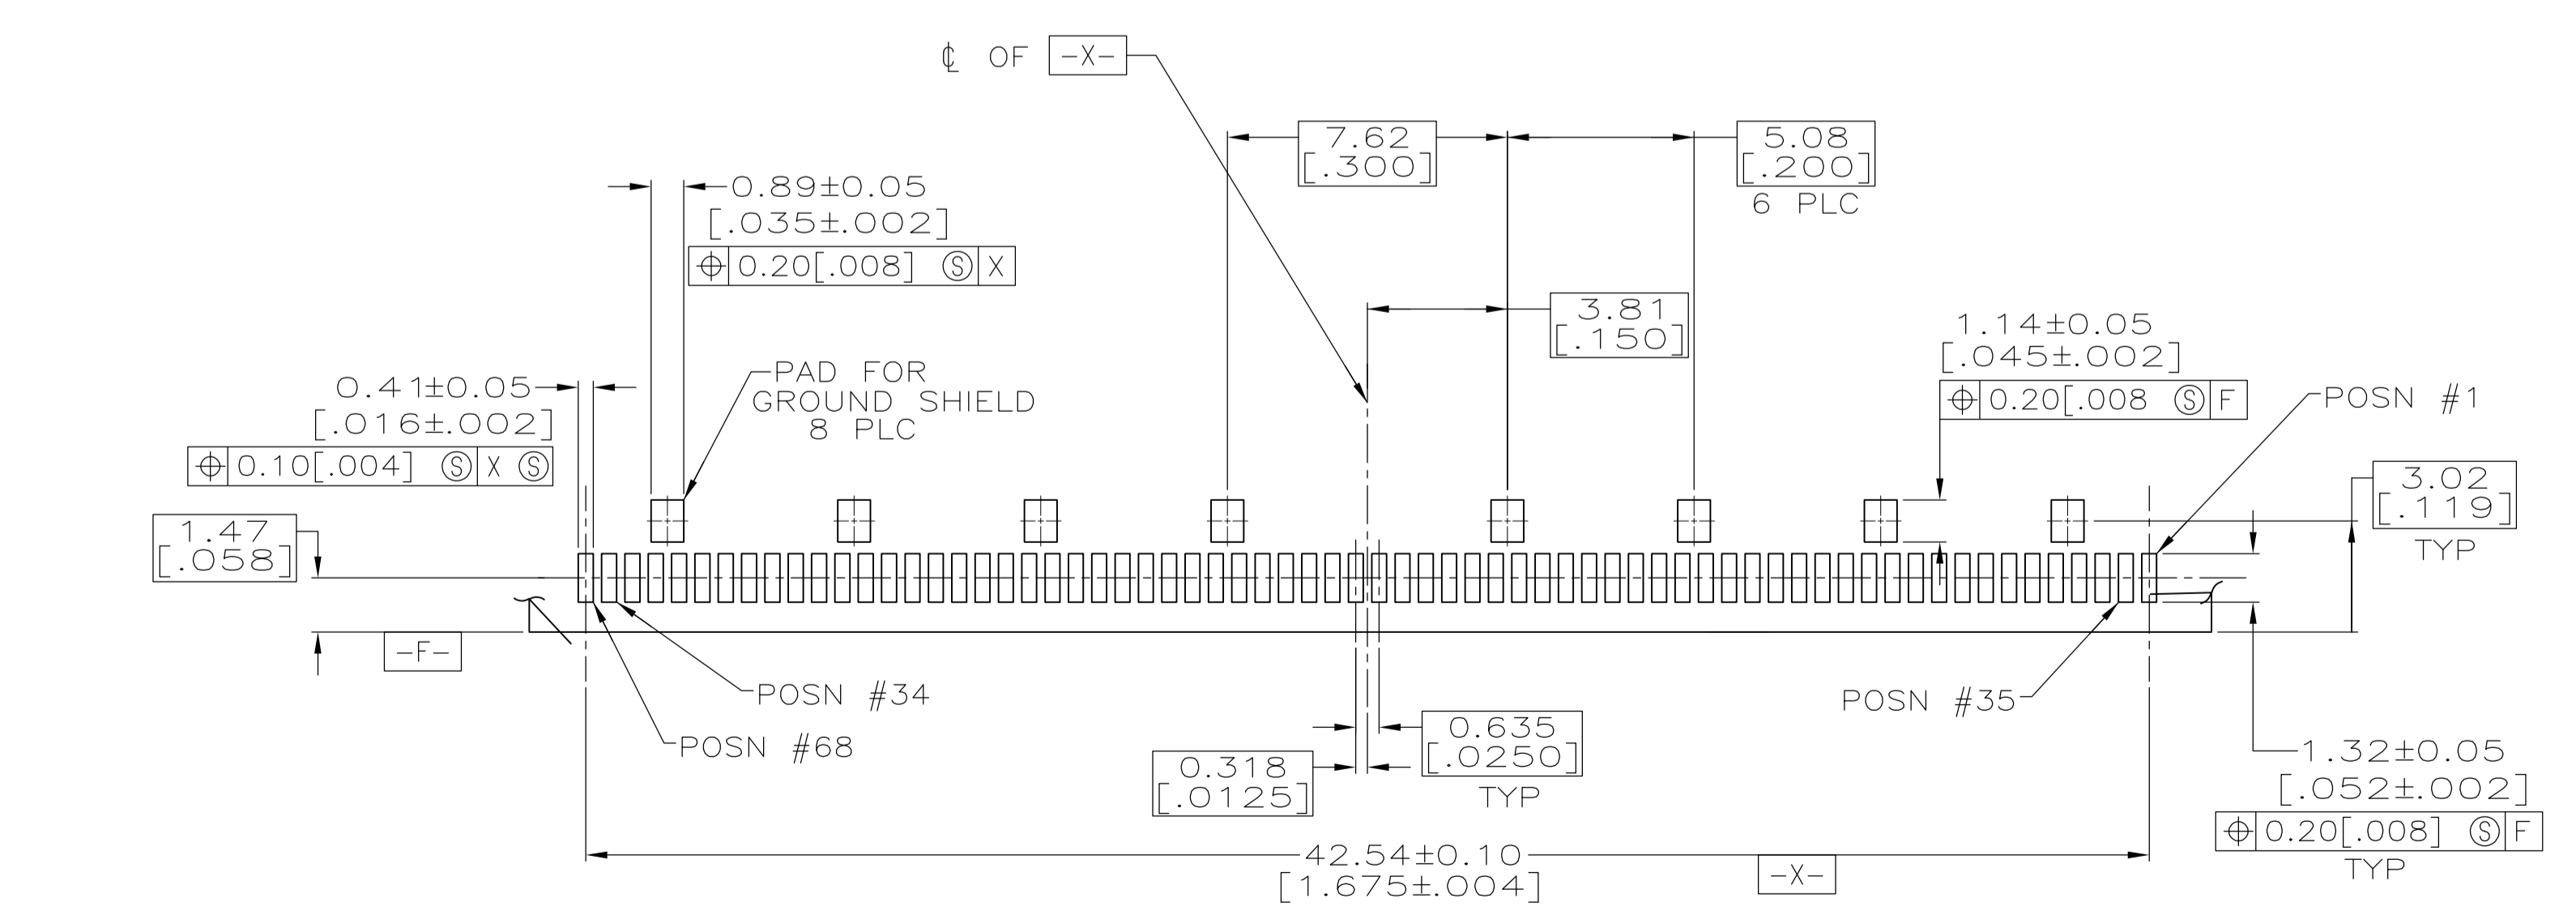 ℄ OF -X-
7.62
[.300]
5.08
[.200]
6 PLC
0.89±0.05
[.035±.002]
⌖ 0.20[.008] Ⓢ X
3.81
[.150]
1.14±0.05
[.045±.002]
⌖ 0.20[.008 Ⓢ F
PAD FOR
GROUND SHIELD
8 PLC
0.41±0.05
[.016±.002]
⌖ 0.10[.004] Ⓢ X Ⓢ
POSN #1
3.02
[.119]
TYP
1.47
[.058]
-F-
POSN #34
POSN #68
POSN #35
0.635
[.0250]
TYP
0.318
[.0125]
1.32±0.05
[.052±.002]
⌖ 0.20[.008] Ⓢ F
TYP
42.54±0.10
[1.675±.004]
-X-